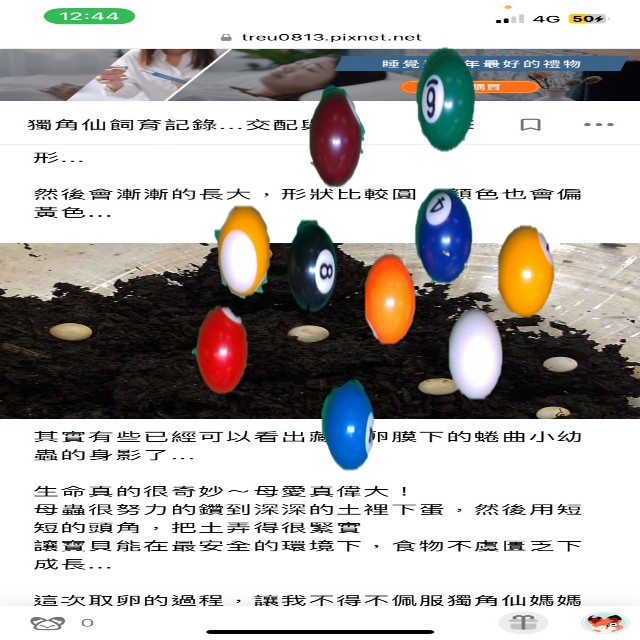 12:44
4G 50
treu0813.pixnet.net
睡覺 年最好的禮物
購買
獨角仙飼育記錄...交配
形...
然後會漸漸的長大，形狀比較圓 顏色也會偏
黃色...
6
4
8
其實有些已經可以看出藏 卵膜下的蜷曲小幼
蟲的身影了...
生命真的很奇妙～母愛真偉大！
母蟲很努力的鑽到深深的土裡下蛋，然後用短
短的頭角，把土弄得很緊實
讓寶貝能在最安全的環境下，食物不虞匱乏下
成長...
這次取卵的過程，讓我不得不佩服獨角仙媽媽
0